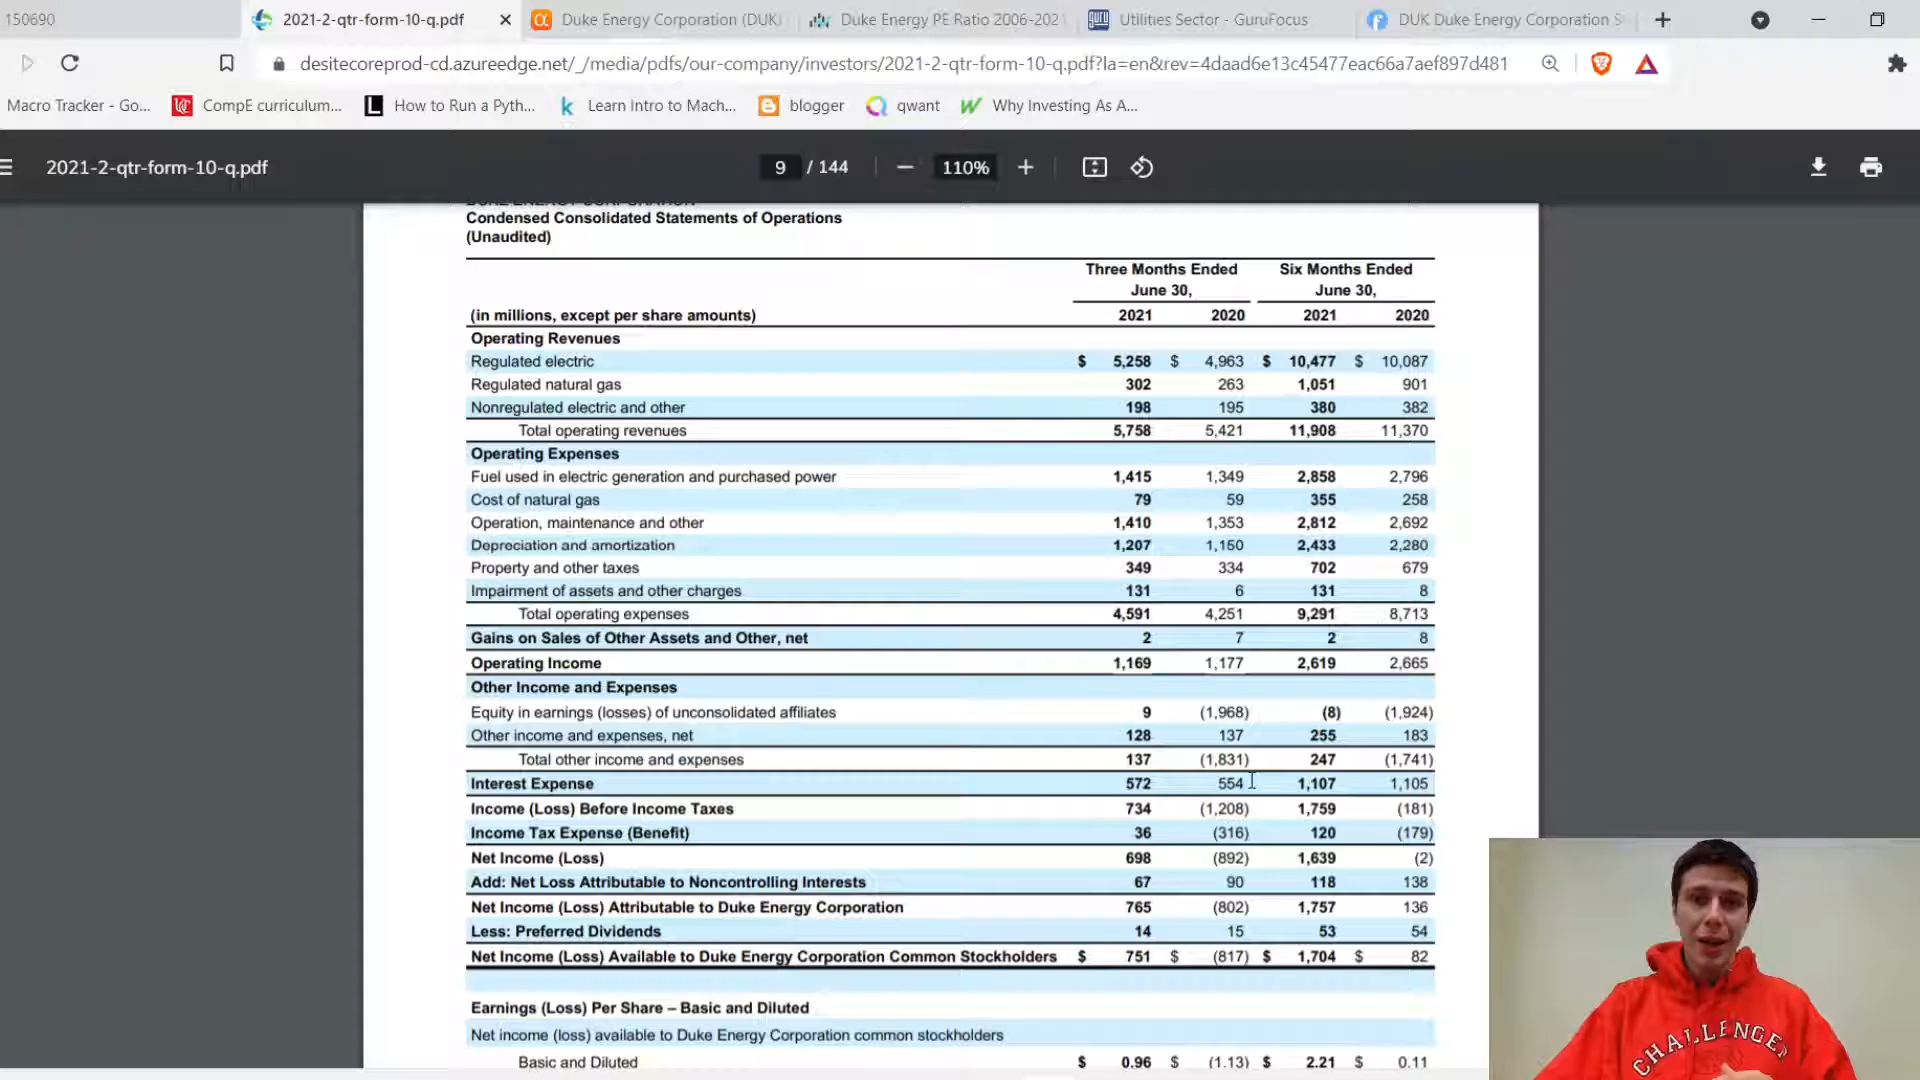 150690
2021-2-qtr-form-10-q.pdf
Duke Energy Corporation (DUK)
Duke Energy PE Ratio 2006-202
Utilities Sector - GuruFocus
DUK Duke Energy Corporation S
desitecoreprod-cd.azureedge.net/_/media/pdfs/our-company/investors/2021-2-qtr-form-10-q.pdf?la=en&rev=4daad6e13c45477eac66a7aef897d481
Macro Tracker - Go...
CompE curriculum...
How to Run a Pyth...
Learn Intro to Mach...
blogger
qwant
Why Investing As A...
2021-2-qtr-form-10-q.pdf
9 / 144
110%
DUKE ENERGY CORPORATION
Condensed Consolidated Statements of Operations
(Unaudited)
Three Months Ended Six Months Ended
June 30, June 30,
(in millions, except per share amounts) 2021 2020 2021 2020
Operating Revenues
Regulated electric $ 5,258 $ 4,963 $ 10,477 $ 10,087
Regulated natural gas 302 263 1,051 901
Nonregulated electric and other 198 195 380 382
Total operating revenues 5,758 5,421 11,908 11,370
Operating Expenses
Fuel used in electric generation and purchased power 1,415 1,349 2,858 2,796
Cost of natural gas 79 59 355 258
Operation, maintenance and other 1,410 1,353 2,812 2,692
Depreciation and amortization 1,207 1,150 2,433 2,280
Property and other taxes 349 334 702 679
Impairment of assets and other charges 131 6 131 8
Total operating expenses 4,591 4,251 9,291 8,713
Gains on Sales of Other Assets and Other, net 2 7 2 8
Operating Income 1,169 1,177 2,619 2,665
Other Income and Expenses
Equity in earnings (losses) of unconsolidated affiliates 9 (1,968) (8) (1,924)
Other income and expenses, net 128 137 255 183
Total other income and expenses 137 (1,831) 247 (1,741)
Interest Expense 572 554 1,107 1,105
Income (Loss) Before Income Taxes 734 (1,208) 1,759 (181)
Income Tax Expense (Benefit) 36 (316) 120 (179)
Net Income (Loss) 698 (892) 1,639 (2)
Add: Net Loss Attributable to Noncontrolling Interests 67 90 118 138
Net Income (Loss) Attributable to Duke Energy Corporation 765 (802) 1,757 136
Less: Preferred Dividends 14 15 53 54
Net Income (Loss) Available to Duke Energy Corporation Common Stockholders $ 751 $ (817) $ 1,704 $ 82
Earnings (Loss) Per Share – Basic and Diluted
Net income (loss) available to Duke Energy Corporation common stockholders
Basic and Diluted $ 0.96 $ (1.13) $ 2.21 $ 0.11
CHALLENGER